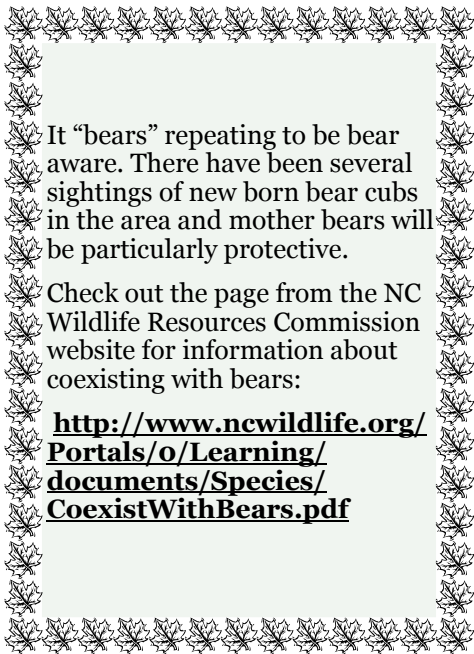 It “bears” repeating to be bear
aware. There have been several
sightings of new born bear cubs
in the area and mother bears will
be particularly protective.
Check out the page from the NC
Wildlife Resources Commission
website for information about
coexisting with bears:
http://www.ncwildlife.org/
Portals/0/Learning/
documents/Species/
CoexistWithBears.pdf